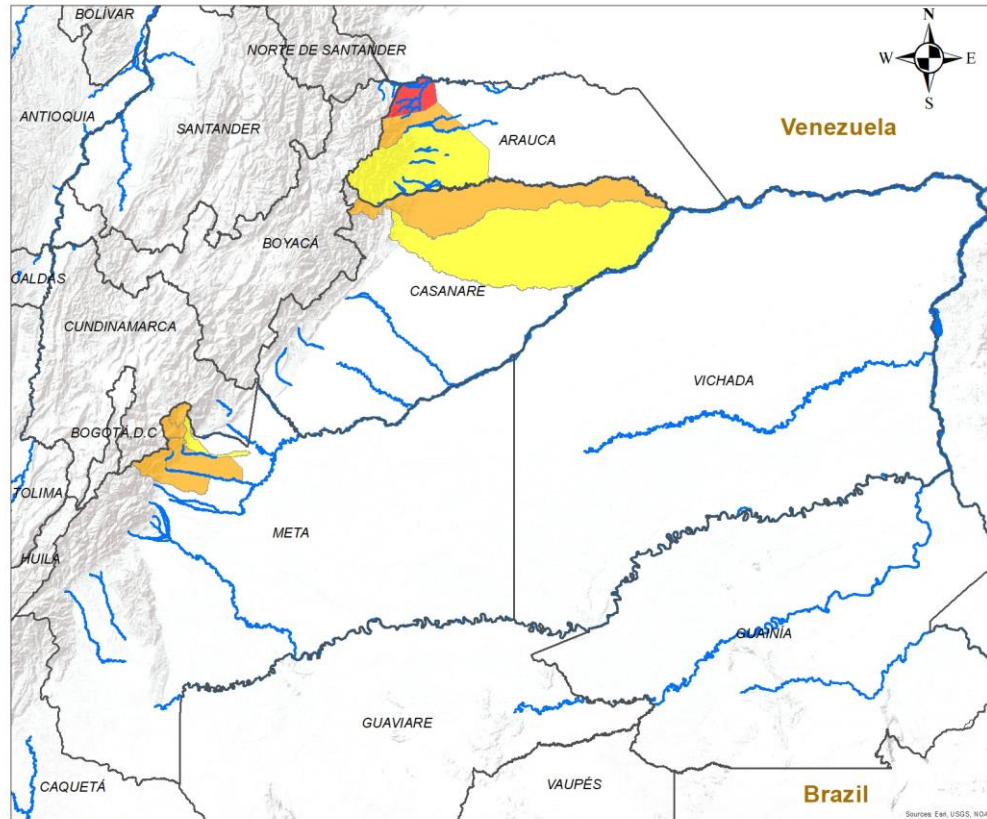 BOLÍVAR
N
NORTE DE SANTANDER
W
E
S
ANTIOQUIA
SANTANDER
ARAUCA
Venezuela
BOYACÁ
CALDAS
CASANARE
CUNDINAMARCA
VICHADA
BOGOTÁ D.C
TOLIMA
META
HUILA
GUAINÍA
GUAVIARE
CAQUETÁ
VAUPÉS
Brazil
Sources: Esri, USGS, NOA